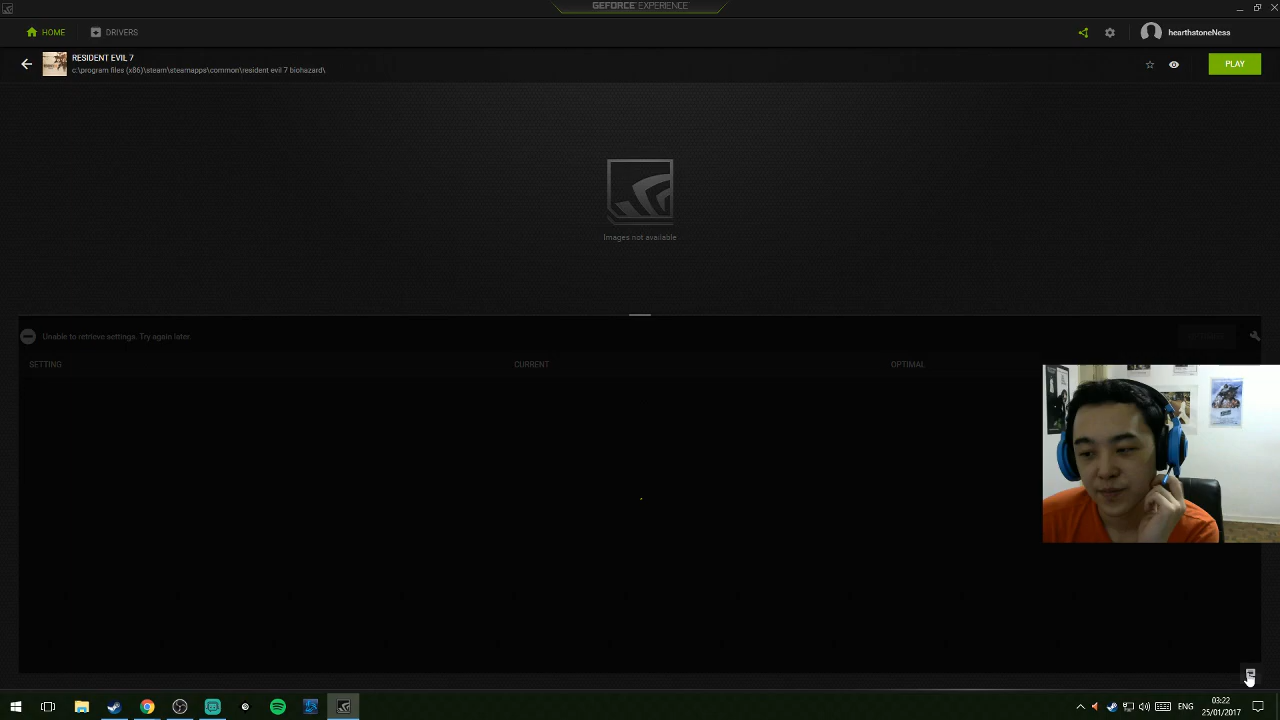 GEFORCE EXPERIENCE
HOME
DRIVERS
hearthstoneNess
RESIDENT EVIL 7
c:\program files (x86)\steam\steamapps\common\resident evil 7 biohazard\
PLAY
Images not available
Unable to retrieve settings. Try again later.
SETTING
CURRENT
OPTIMAL
ENG
03:22
25/01/2017